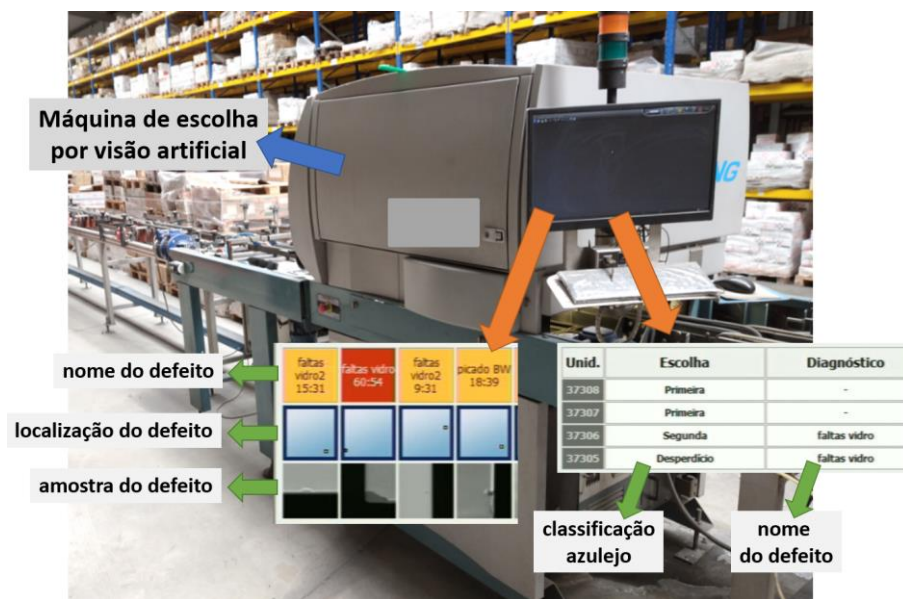 Máquina de escolha
por visão artificial
NG
nome do defeito
faltas
vidro2
15:31
faltas vidro
60:54
faltas
vidro2
9:31
picado BW
18:39
localização do defeito
amostra do defeito
Unid. Escolha Diagnóstico
37308 Primeira -
37307 Primeira -
37306 Segunda faltas vidro
37305 Desperdício faltas vidro
classificação
azulejo
nome
do defeito